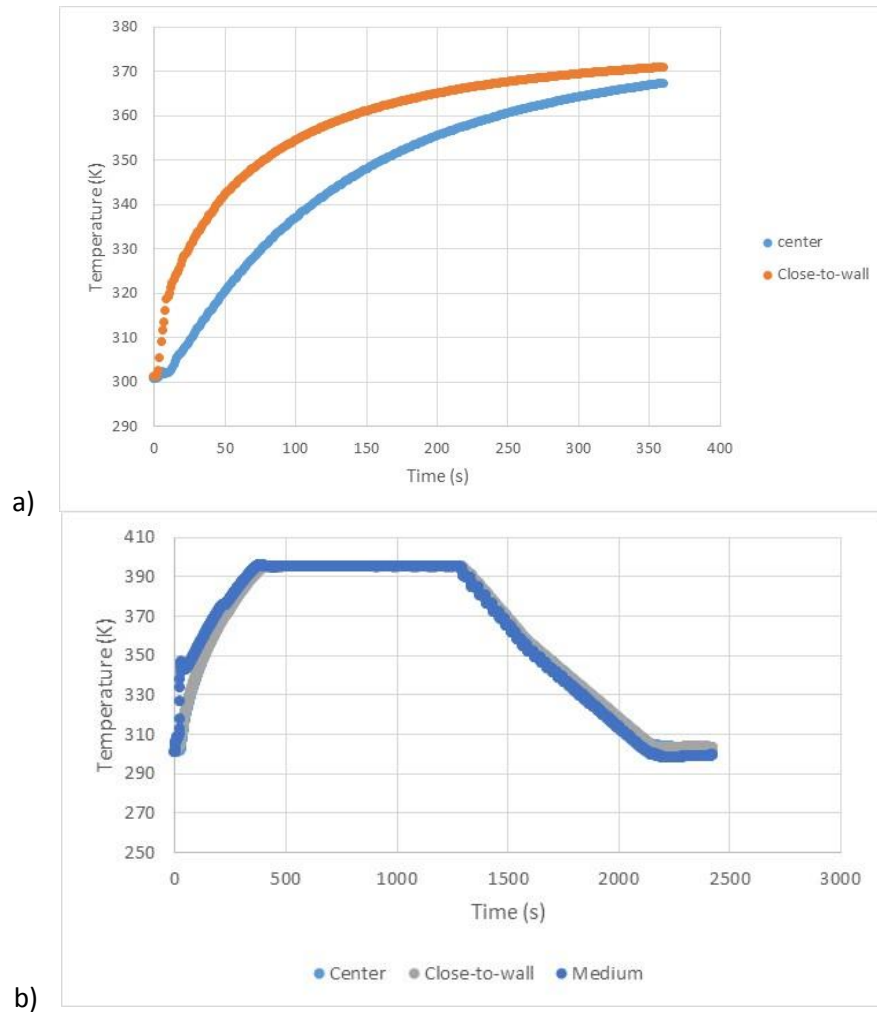 380
370
360
350
340
330
320
310
300
290
Temperature (K)
0 50 100 150 200 250 300 350 400
Time (s)
center
Close-to-wall
a)
410
390
370
350
330
310
290
270
250
Temperature (K)
0 500 1000 1500 2000 2500 3000
Time (s)
Center Close-to-wall Medium
b)